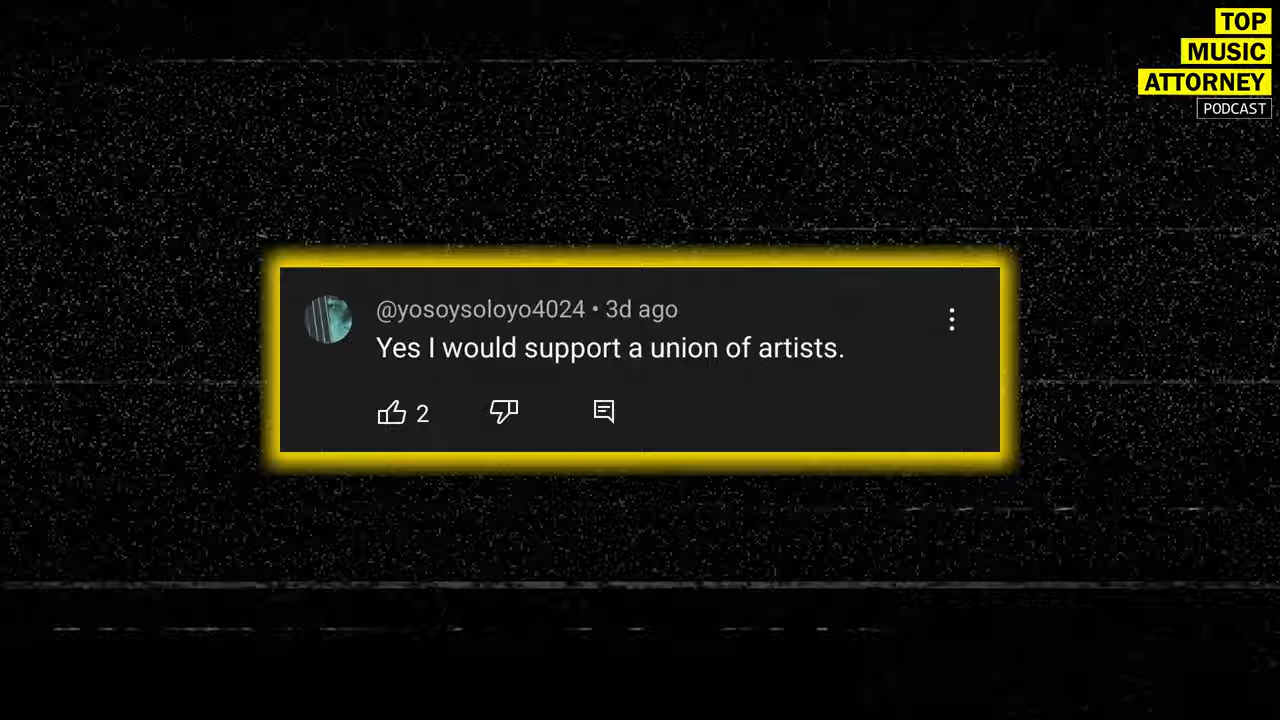 TOP
MUSIC
ATTORNEY
PODCAST
@yosoysoloyo4024 • 3d ago
Yes I would support a union of artists.
2